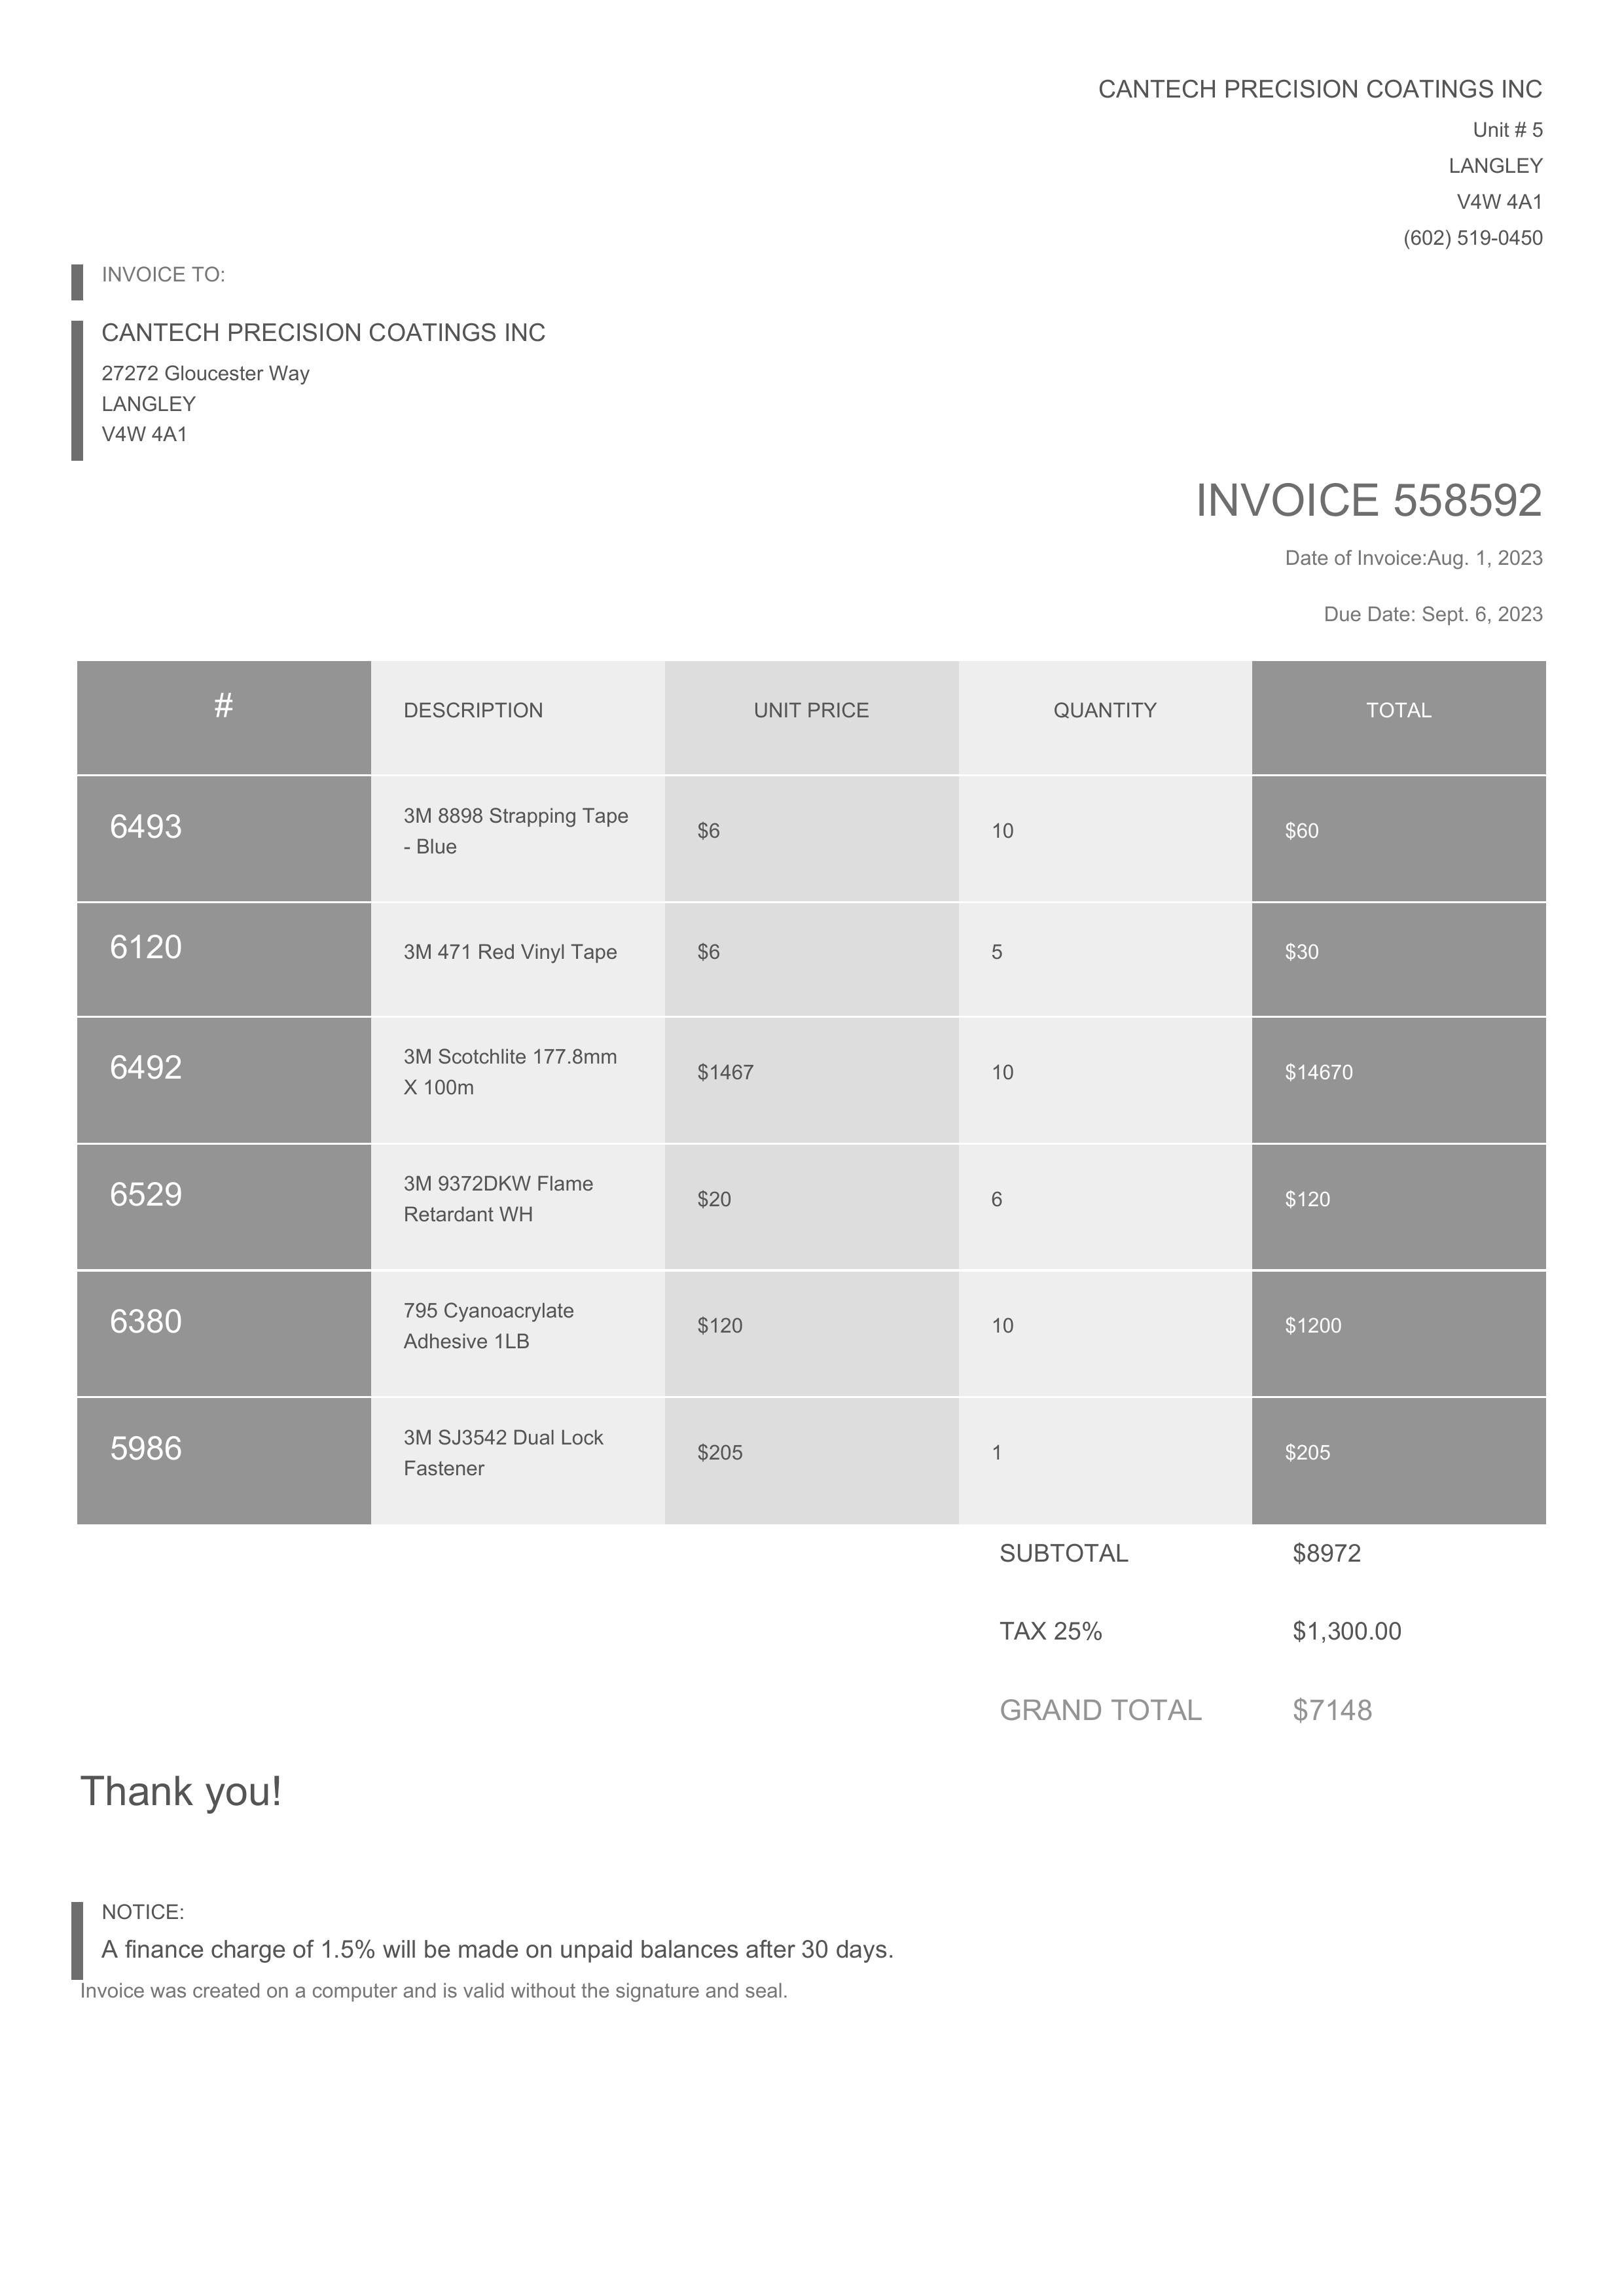 CANTECH PRECISION COATINGS INC
Unit # 5
LANGLEY
V4W 4A1
(602) 519-0450
INVOICE TO:
CANTECH PRECISION COATINGS INC
27272 Gloucester Way
LANGLEY
V4W 4A1
INVOICE 558592
Date of Invoice:Aug. 1, 2023
Due Date: Sept. 6, 2023
# DESCRIPTION UNIT PRICE QUANTITY TOTAL
6493 3M 8898 Strapping Tape
- Blue $6 10 $60
6120 3M 471 Red Vinyl Tape $6 5 $30
6492 3M Scotchlite 177.8mm
X 100m $1467 10 $14670
6529 3M 9372DKW Flame
Retardant WH $20 6 $120
6380 795 Cyanoacrylate
Adhesive 1LB $120 10 $1200
5986 3M SJ3542 Dual Lock
Fastener $205 1 $205
SUBTOTAL $8972
TAX 25% $1,300.00
GRAND TOTAL $7148
Thank you!
NOTICE:
A finance charge of 1.5% will be made on unpaid balances after 30 days.
Invoice was created on a computer and is valid without the signature and seal.